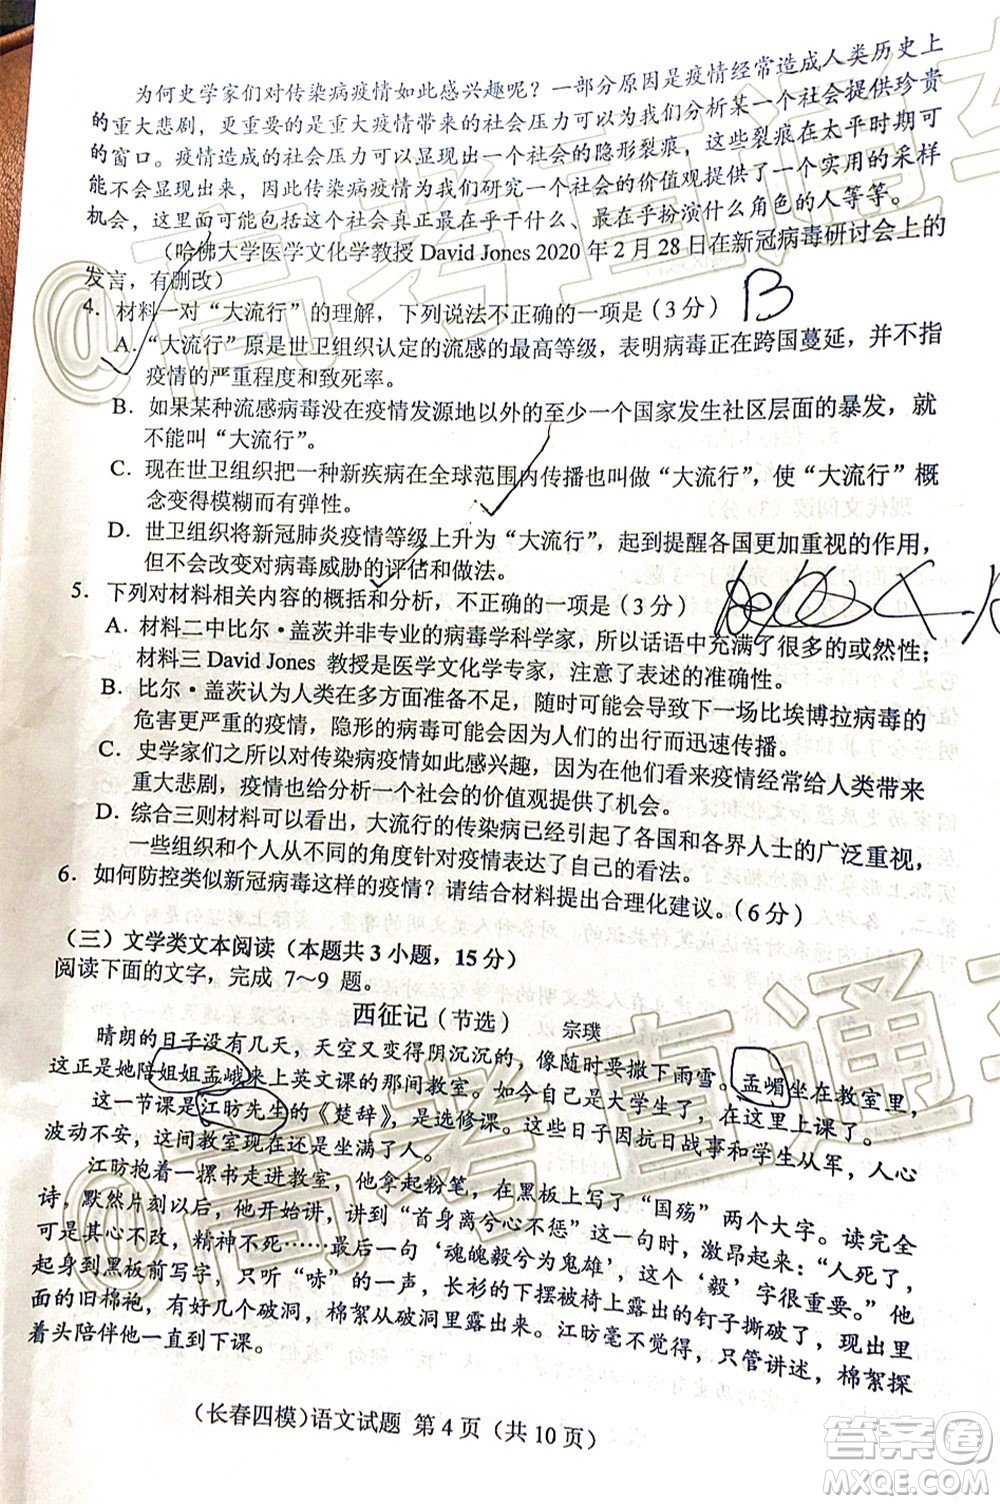 为何史学家们对传染病疫情如此感兴趣呢？一部分原因是疫情经常造成人类历史上
的重大悲剧，更重要的是重大疫情带来的社会压力可以帮助我们分析某一个社会提供珍贵
的窗口。疫情造成的社会压力可以凸显出一个社会的隐形裂痕，这些裂痕在太平时期可
能不会显现出来，因此传染病疫情为我们研究一个社会的价值观提供了一个实用的采样
机会，这里面可能包括一个社会最在乎干什么、最在乎扮演什么角色的人等等。
（哈佛大学医学文化学教授 David Jones 2020 年 2 月 28 日在新冠病毒研讨会上的
发言，有删改）
B
4．材料一对“大流行”的理解，下列说法不正确的一项是（3 分）
A．“大流行”原是世卫组织认定的流感的最高等级，表明病毒正在跨国蔓延，并不指
疫情的严重程度和致死率。
B．如果某种流感病毒没在疫情发源地以外的至少一个国家发生社区层面的暴发，就
不能叫“大流行”。
C．现在世卫组织把一种新疾病在全球范围内传播也叫做“大流行”，使“大流行”概
念变得模糊而有弹性。
D．世卫组织将新冠肺炎疫情等级上升为“大流行”，起到提醒各国更加重视的作用，
但不会改变对病毒威胁的评估和做法。
5．下列对材料相关内容的概括和分析，不正确的一项是（3 分）
A．材料二中比尔·盖茨并非专业的病毒学科学家，所以话语中充满了很多的或然性；
材料三 David Jones 教授是医学文化学专家，注意了表述的准确性。
B．比尔·盖茨认为人类在多方面准备不足，随时可能出现下一场比埃博拉病毒的
危害更严重的疫情，隐形的病毒可能会因为人们的出行而迅速传播。
C．史学家们之所以对传染病疫情如此感兴趣，是因为在他们看来疫情经常给人类带来
重大悲剧，疫情也给分析一个社会的价值观提供了机会。
D．综合三则材料可以看出，大流行的传染病已经引起了各国和各界人士的广泛重视，
一些组织和个人从不同的角度针对疫情表达了自己的看法。
6．如何防控类似新冠病毒这样的疫情？请结合材料提出合理化建议。（6 分）
（三）文学类文本阅读（本题共 3 小题，15 分）
阅读下面的文字，完成 7～9 题。
西征记（节选） 宗璞
晴朗的日子没有几天，天空又变得阴沉沉的，像随时要撒下雨雪。孟嵋坐在教室里，
这正是她陪姐姐孟峨来上英文课的那间教室。现在，她自己是大学生了，在这里上课了。
这一节课是江昉先生的《楚辞》，是选修课。这些日子因抗日战事和学生从军，人心
波动不安，这间教室现在还是坐满了人。
江昉抱着一摞书走进教室，他拿起粉笔，在黑板上写了“国殇”两个大字。读完全
诗，默然片刻以后，他开始讲，讲到“首身离兮心不惩”这一句时，激昂起来：“人死了，
可是其志不改，精神不死……最后一句‘魂魄毅兮为鬼雄’，这个‘毅’字很重要。”他
起身到黑板前写字，只听“哧”的一声，长衫的下摆被椅上露出的钉子撕破了，现出里
面的旧棉袍，有好几个破洞，棉絮从破洞里露出来。江昉毫不觉得，只管讲述，棉絮探
着头陪伴他一直到下课。
（长春四模）语文试题 第 4 页（共 10 页）
@高考直通车
@高考直通车
答案圈
MXQE.COM